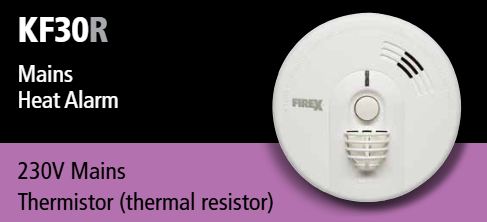 KF30R
Mains
Heat Alarm
FIREX
230V Mains
Thermistor (thermal resistor)